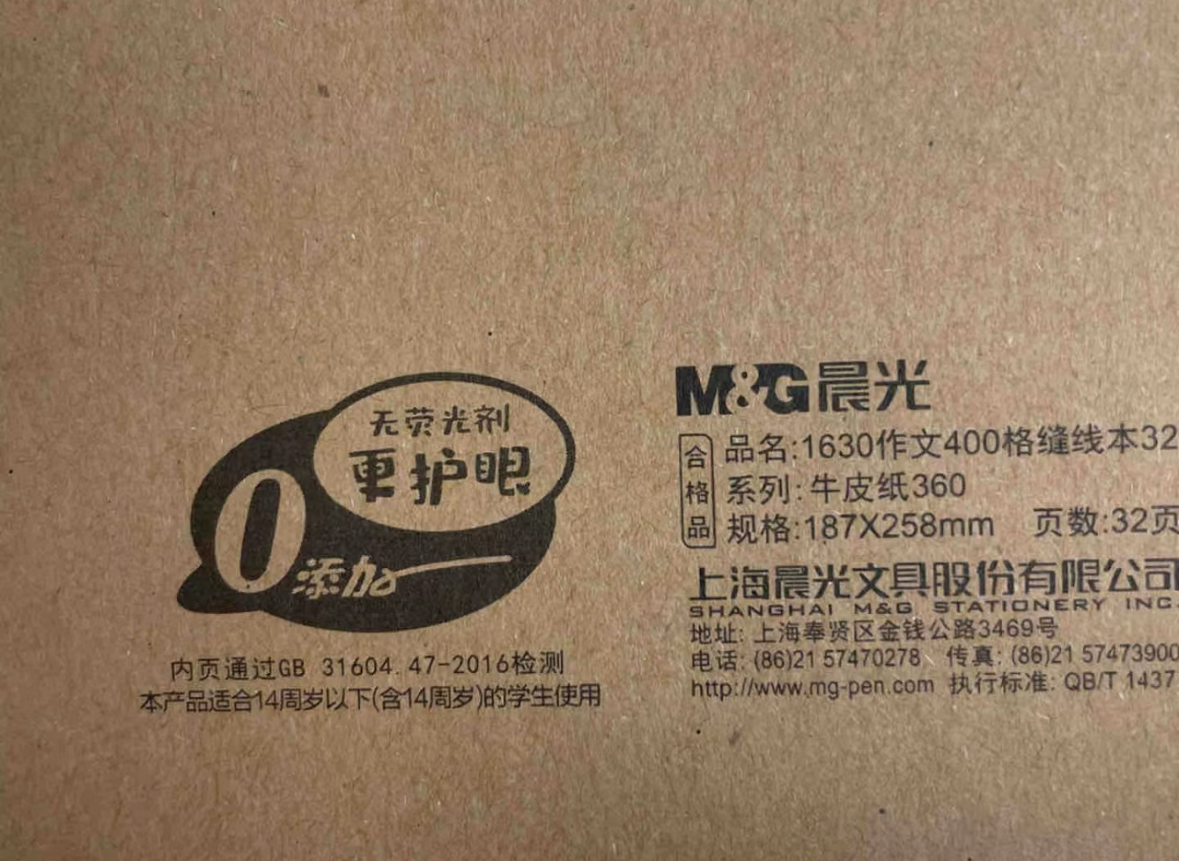 无荧光剂
更护眼
0添加
内页通过GB 31604.47-2016检测
本产品适合14周岁以下(含14周岁)的学生使用
M&G晨光
合格品
品名:1630作文400格缝线本32
系列:牛皮纸360
规格:187X258mm 页数:32页
上海晨光文具股份有限公司
SHANGHAI M&G STATIONERY INC.
地址: 上海奉贤区金钱公路3469号
电话: (86)21 57470278 传真: (86)21 57473900
http://www.mg-pen.com 执行标准: QB/T 1437